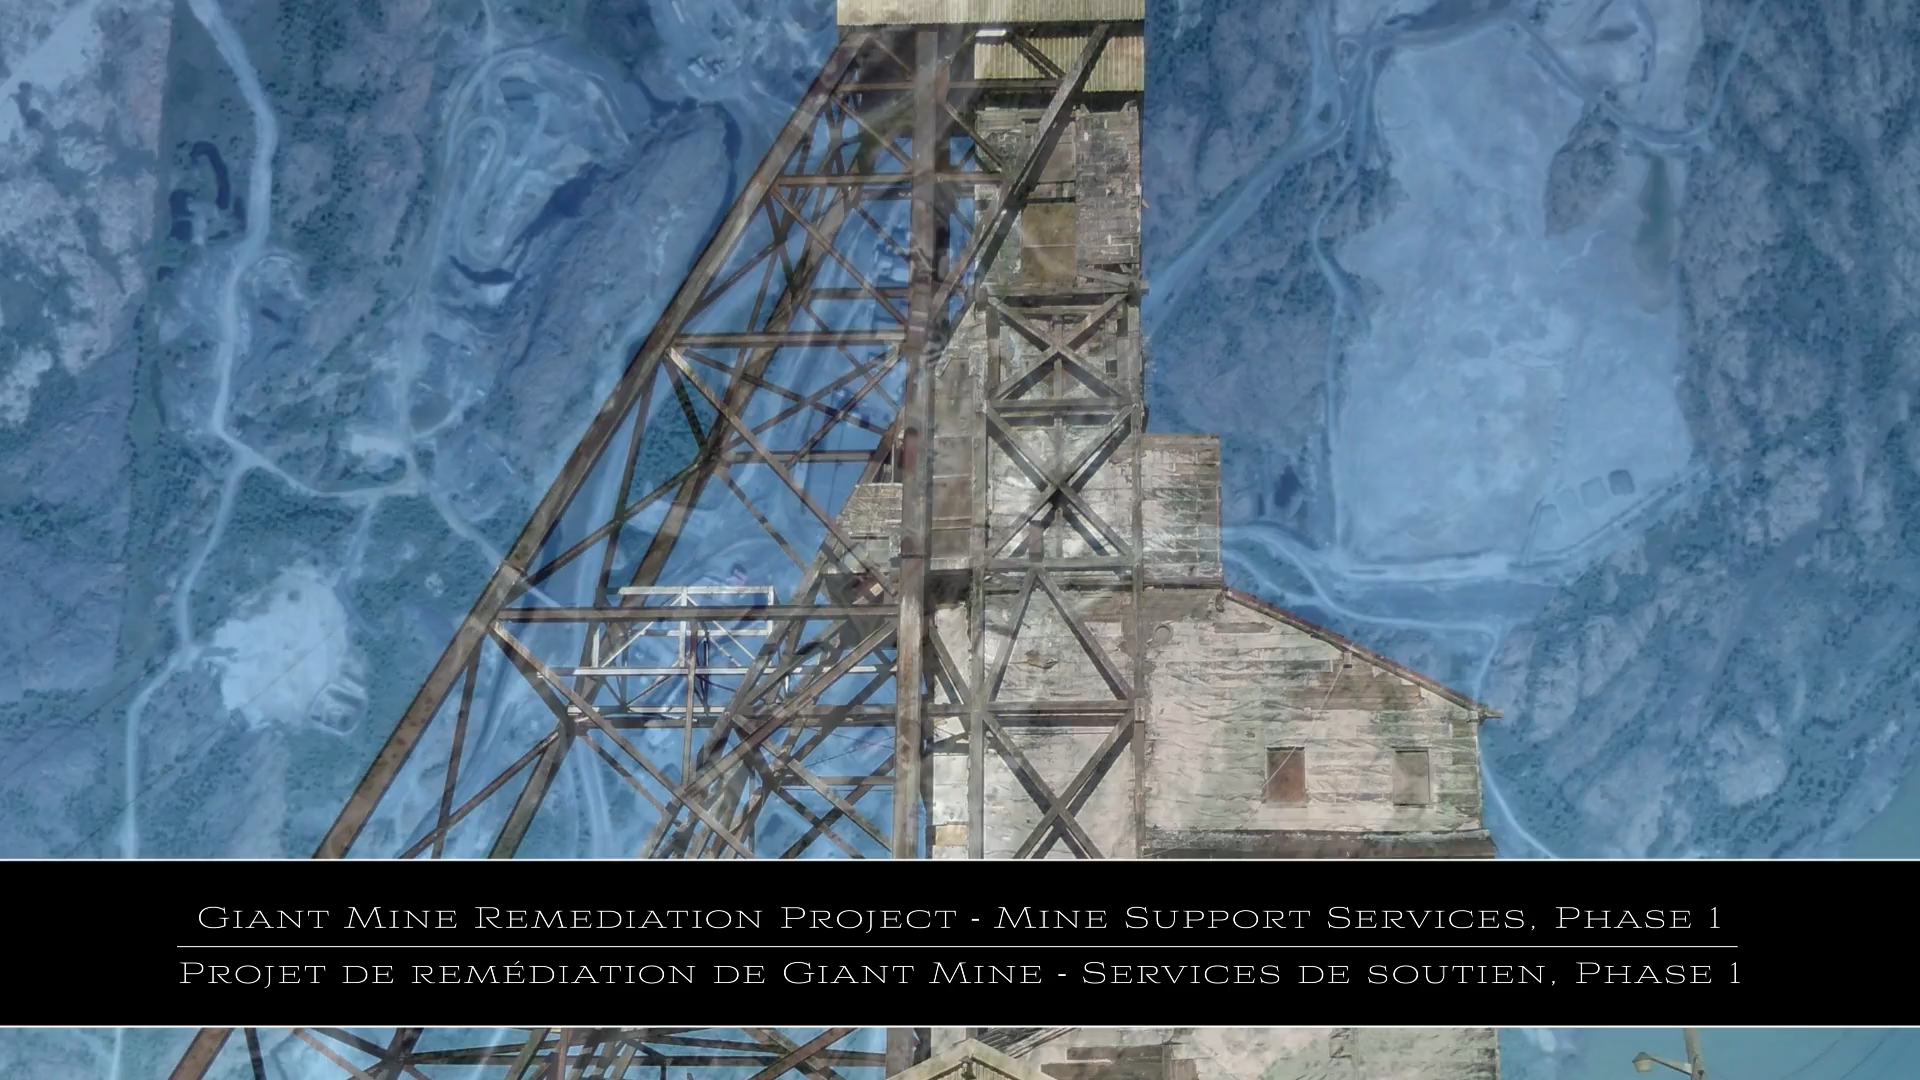 Giant Mine Remediation Project - Mine Support Services, Phase 1
Projet de remédiation de Giant Mine - Services de soutien, Phase 1